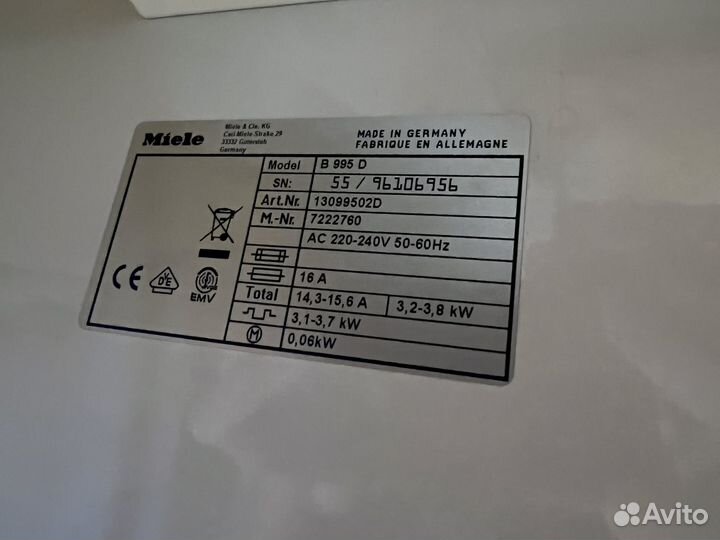 Miele
Miele & Cie. KG
Carl-Miele-Straße 29
33332 Gütersloh
Germany
MADE IN GERMANY
FABRIQUE EN ALLEMAGNE
Model B 995 D
SN: 55 / 96106956
Art.Nr. 13099502D
M.-Nr. 7222760
AC 220-240V 50-60Hz
16 A
Total 14,3-15,6 A 3,2-3,8 kW
3,1-3,7 kW
M 0,06kW
CE
DVE
EMV
Avito